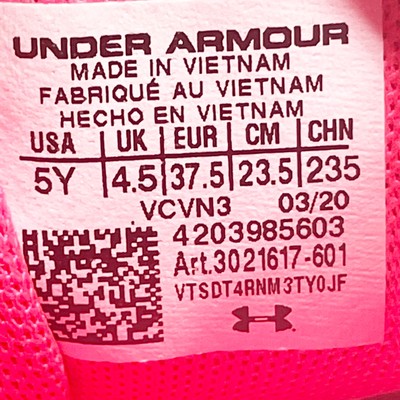 UNDER ARMOUR
MADE IN VIETNAM
FABRIQUÉ AU VIETNAM
HECHO EN VIETNAM
USA UK EUR CM CHN
5Y 4.5 37.5 23.5 235
VCVN3 03/20
4203985603
Art.3021617-601
VTSDT4RNM3TY0JF